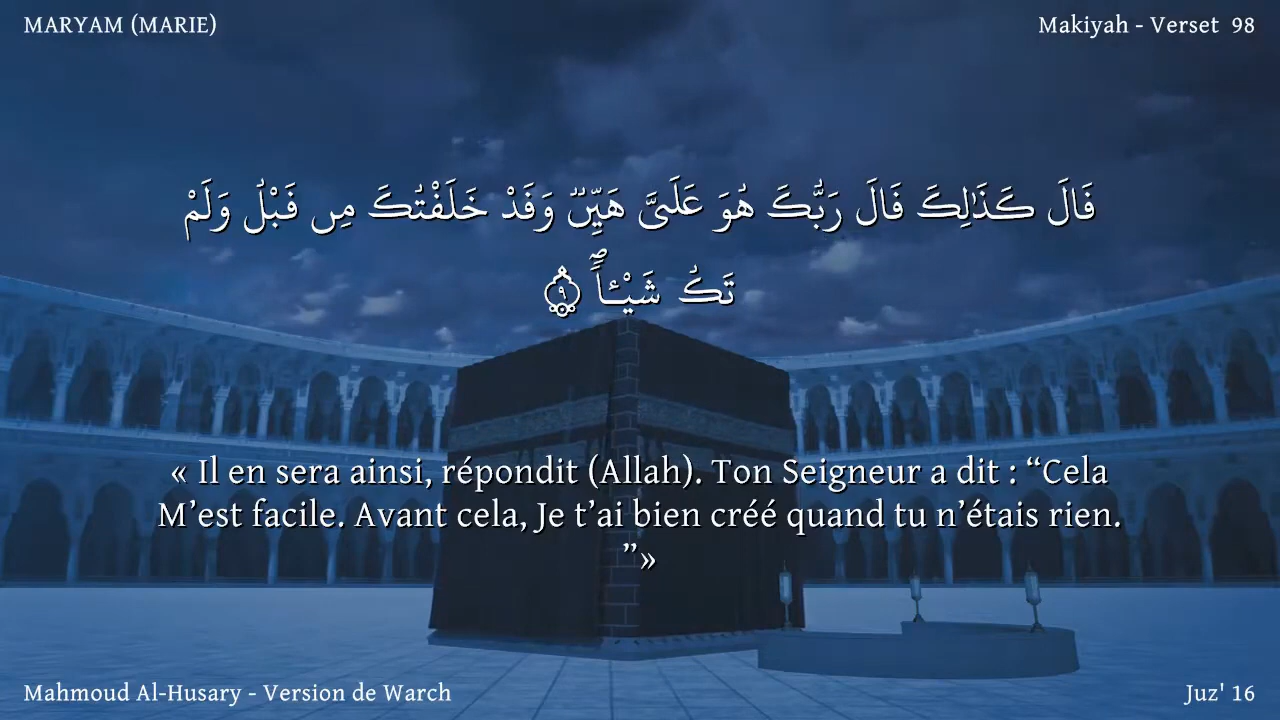 MARYAM (MARIE)
Makiyah - Verset 98
فَالَ كَذَٰلِكَ فَالَ رَبُّكَ هُوَ عَلَىَّ هَيِّنٞ وَفَدْ خَلَفْتُكَ مِن فَبْلُ وَلَمْ
تَكُ شَيْـٔاٗۖ ٩
« Il en sera ainsi, répondit (Allah). Ton Seigneur a dit : “Cela
M’est facile. Avant cela, Je t’ai bien créé quand tu n’étais rien.
”»
Mahmoud Al-Husary - Version de Warch
Juz' 16